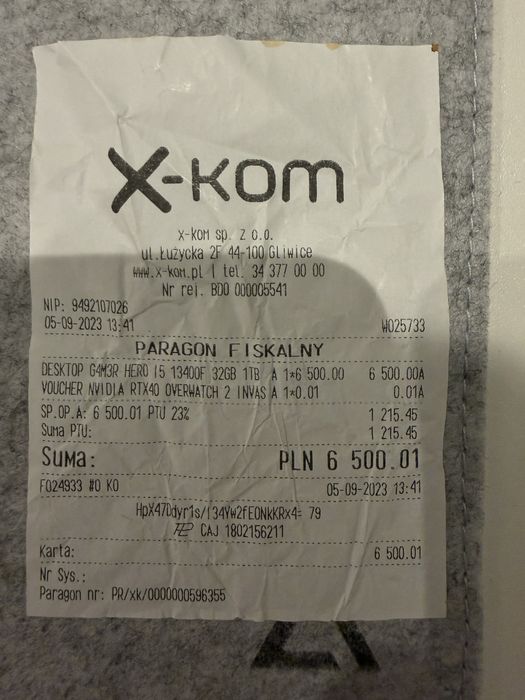 x-kom
x-kom sp. z o.o.
ul.Łużycka 2F 44-100 Gliwice
www.x-kom.pl | tel. 34 377 00 00
Nr rej. BDO 000005541
NIP: 9492107026
05-09-2023 13:41 W025733
PARAGON FISKALNY
DESKTOP G4M3R HERO I5 13400F 32GB 1TB A 1*6 500.00 6 500.00A
VOUCHER NVIDIA RTX40 OVERWATCH 2 INVAS A 1*0.01 0.01A
SP.OP.A: 6 500.01 PTU 23% 1 215.45
Suma PTU: 1 215.45
Suma: PLN 6 500.01
F024933 #0 KO 05-09-2023 13:41
CAJ 1802156211
Karta: 6 500.01
Nr Sys.:
Paragon nr: PR/xk/0000000596355